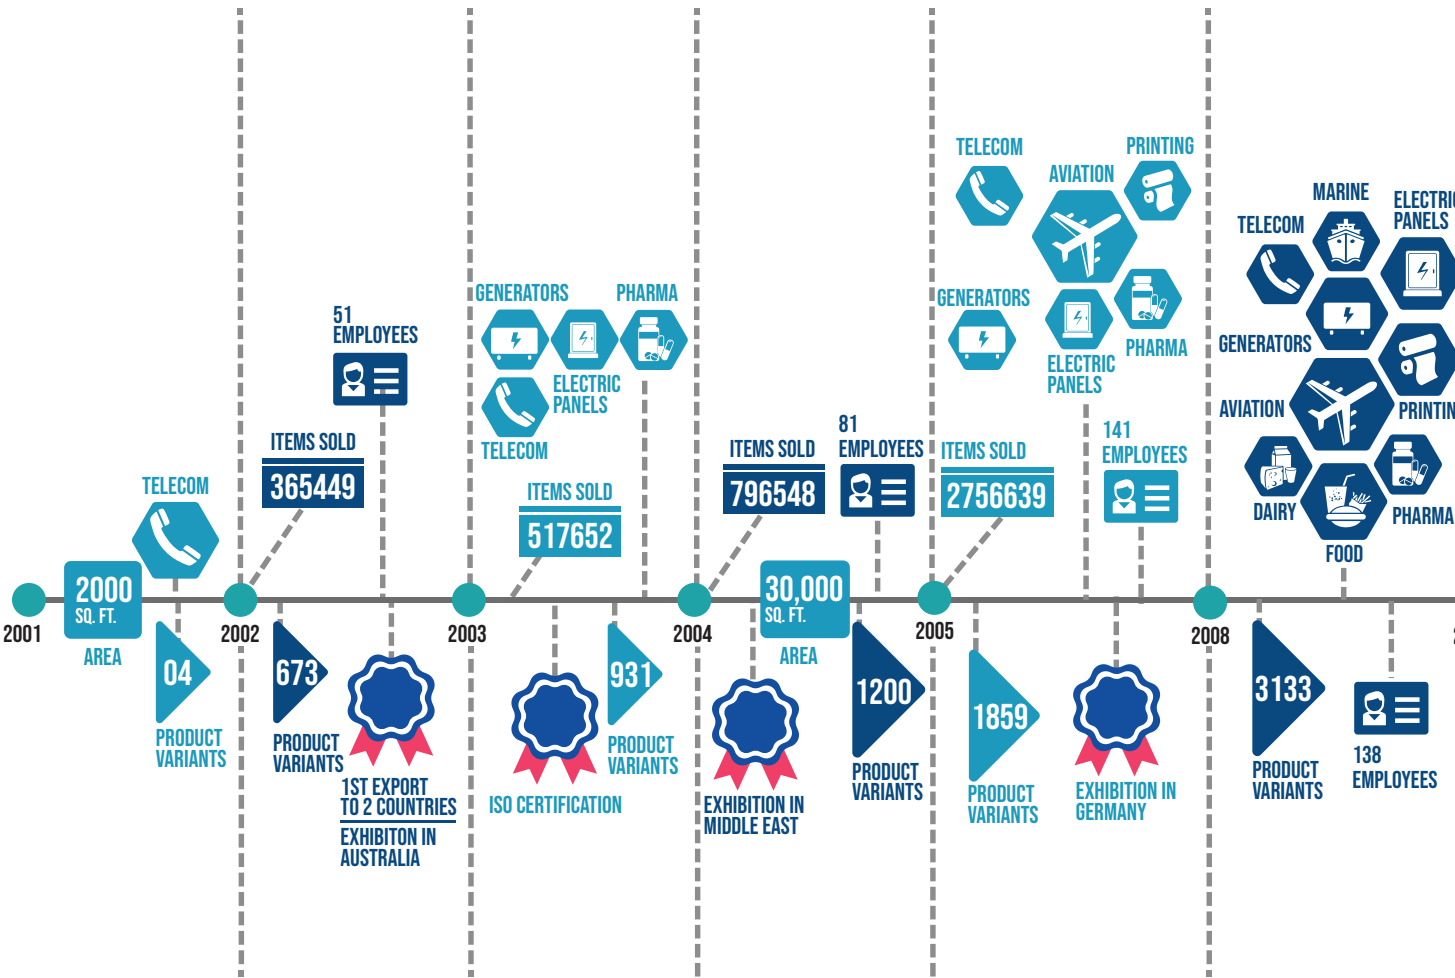 2001
2000
SQ. FT.
AREA
TELECOM
04
PRODUCT
VARIANTS
2002
ITEMS SOLD
365449
51
EMPLOYEES
673
PRODUCT
VARIANTS
1ST EXPORT
TO 2 COUNTRIES
EXHIBITON IN
AUSTRALIA
2003
GENERATORS
PHARMA
ELECTRIC
PANELS
TELECOM
ITEMS SOLD
517652
ISO CERTIFICATION
931
PRODUCT
VARIANTS
2004
ITEMS SOLD
796548
30,000
SQ. FT.
AREA
81
EMPLOYEES
EXHIBITION IN
MIDDLE EAST
1200
PRODUCT
VARIANTS
2005
TELECOM
AVIATION
PRINTING
GENERATORS
ELECTRIC
PANELS
PHARMA
ITEMS SOLD
2756639
141
EMPLOYEES
1859
PRODUCT
VARIANTS
EXHIBITION IN
GERMANY
2008
MARINE
TELECOM
ELECTRIC
PANELS
GENERATORS
AVIATION
PRINTIN
DAIRY
PHARMA
FOOD
3133
PRODUCT
VARIANTS
138
EMPLOYEES